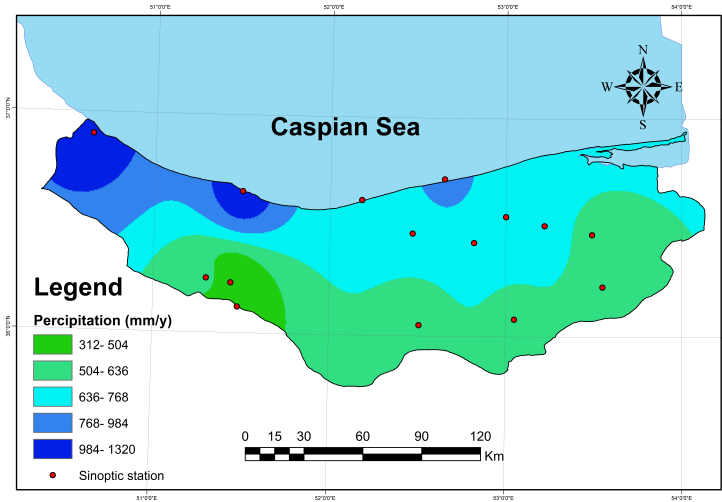 51°0'0"E 52°0'0"E 53°0'0"E 54°0'0"E
N
W E
S
37°0'0"N
Caspian Sea
Legend
Percipitation (mm/y)
36°0'0"N
312- 504
504- 636
636- 768
768- 984
984- 1320
Sinoptic station
0 15 30 60 90 120
Km
51°0'0"E 52°0'0"E 53°0'0"E 54°0'0"E